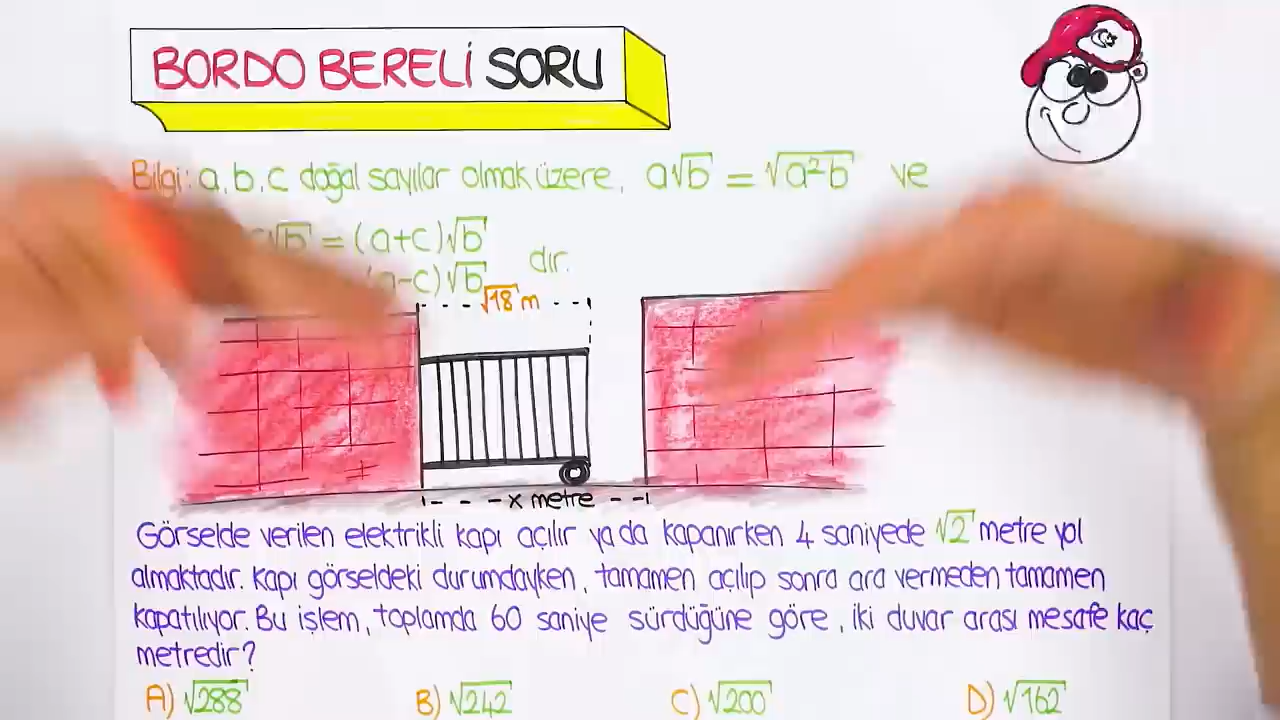 BORDO BERELİ SORU
Bilgi: a, b, c doğal sayılar olmak üzere, a√b = √a²b ve
√b = (a+c)√b
-c)√b dır.
√18 m
x metre
Görselde verilen elektrikli kapı açılır ya da kapanırken 4 saniyede √2 metre yol
almaktadır. Kapı görseldeki durumdayken, tamamen açılıp sonra ara vermeden tamamen
kapatılıyor. Bu işlem, toplamda 60 saniye sürdüğüne göre, iki duvar arası mesafe kaç
metredir?
A) √288 B) √242 C) √200 D) √162